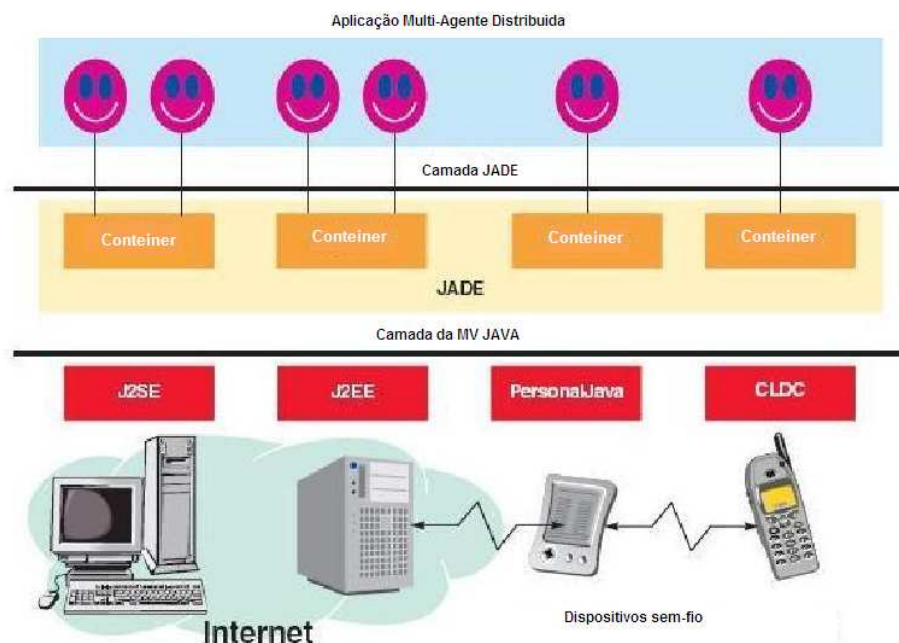 Aplicação Multi-Agente Distribuida
Camada JADE
Conteiner
Conteiner
Conteiner
Conteiner
JADE
Camada da MV JAVA
J2SE
J2EE
PersonalJava
CLDC
Internet
Dispositivos sem-fio